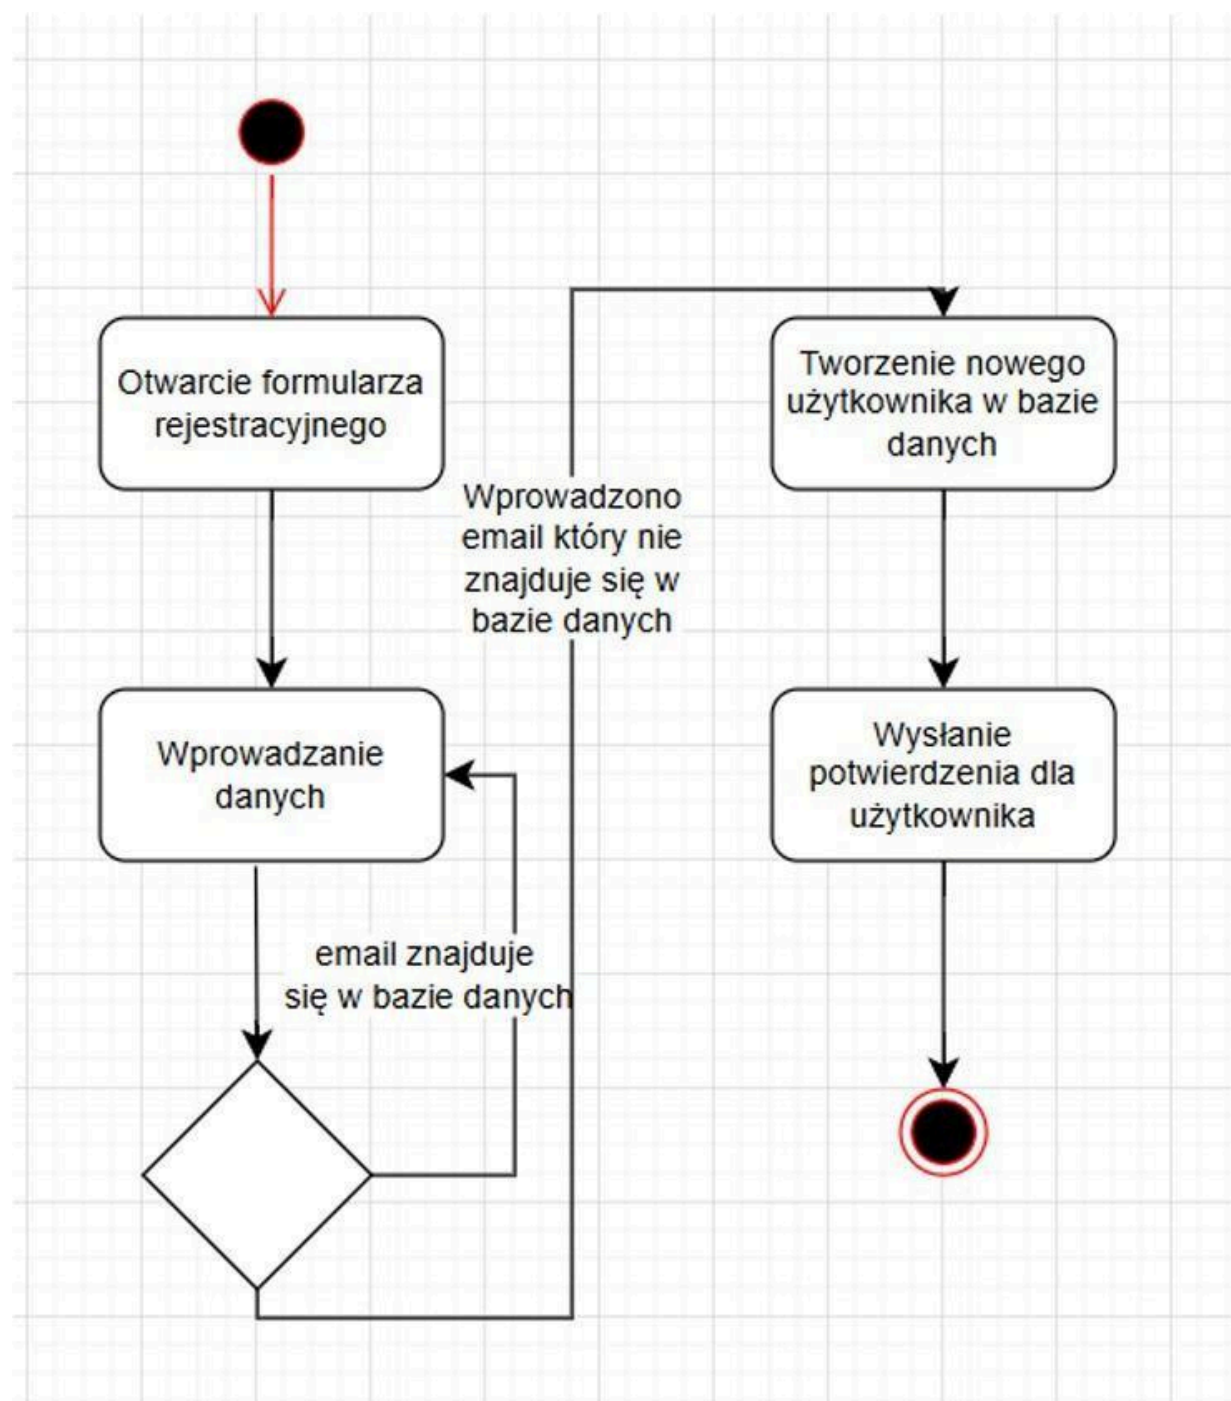 Otwarcie formularza
rejestracyjnego
Wprowadzanie
danych
email znajduje
się w bazie danych
Wprowadzono
email który nie
znajduje się w
bazie danych
Tworzenie nowego
użytkownika w bazie
danych
Wysłanie
potwierdzenia dla
użytkownika